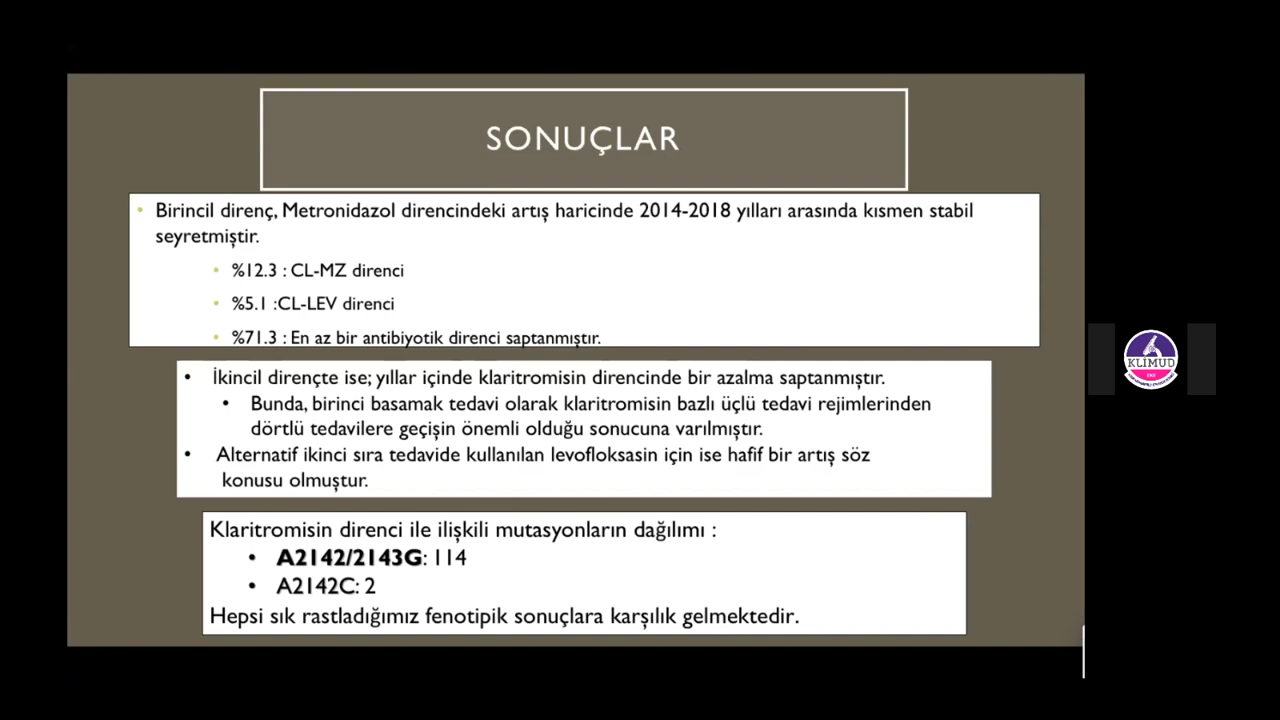 SONUÇLAR
• Birincil direnç, Metronidazol direncindeki artış haricinde 2014-2018 yılları arasında kısmen stabil
seyretmiştir.
• %12.3 : CL-MZ direnci
• %5.1 :CL-LEV direnci
• %71.3 : En az bir antibiyotik direnci saptanmıştır.
• İkincil dirençte ise; yıllar içinde klaritromisin direncinde bir azalma saptanmıştır.
• Bunda, birinci basamak tedavi olarak klaritromisin bazlı üçlü tedavi rejimlerinden
dörtlü tedavilere geçişin önemli olduğu sonucuna varılmıştır.
• Alternatif ikinci sıra tedavide kullanılan levofloksasin için ise hafif bir artış söz
konusu olmuştur.
Klaritromisin direnci ile ilişkili mutasyonların dağılımı :
• A2142/2143G: 114
• A2142C: 2
Hepsi sık rastladığımız fenotipik sonuçlara karşılık gelmektedir.
KLIMUD